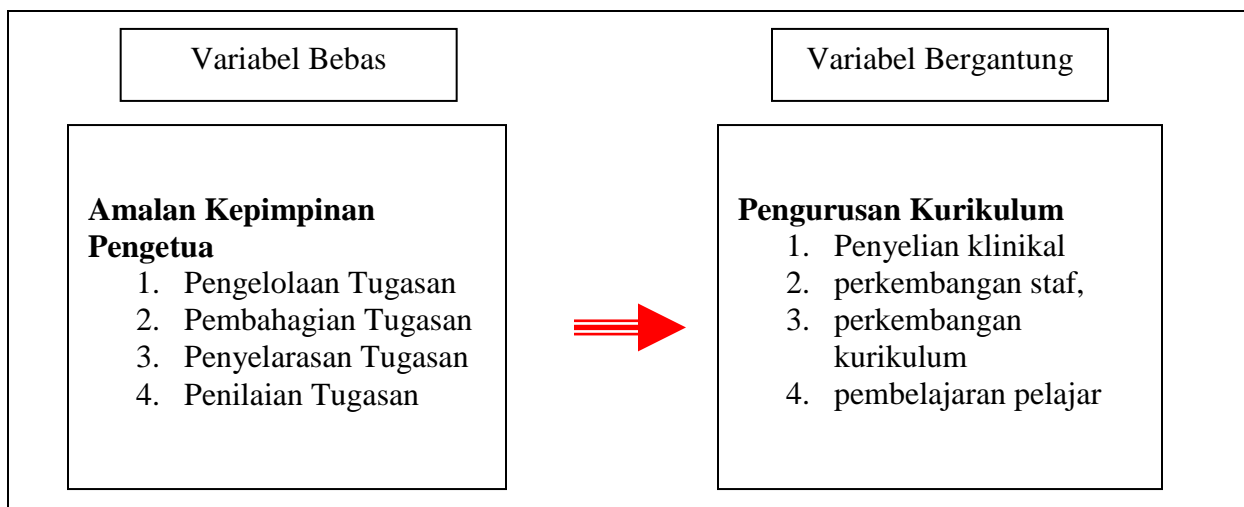 Variabel Bebas
Variabel Bergantung
Amalan Kepimpinan
Pengetua
1. Pengelolaan Tugasan
2. Pembahagian Tugasan
3. Penyelarasan Tugasan
4. Penilaian Tugasan
Pengurusan Kurikulum
1. Penyelian klinikal
2. perkembangan staf,
3. perkembangan
kurikulum
4. pembelajaran pelajar